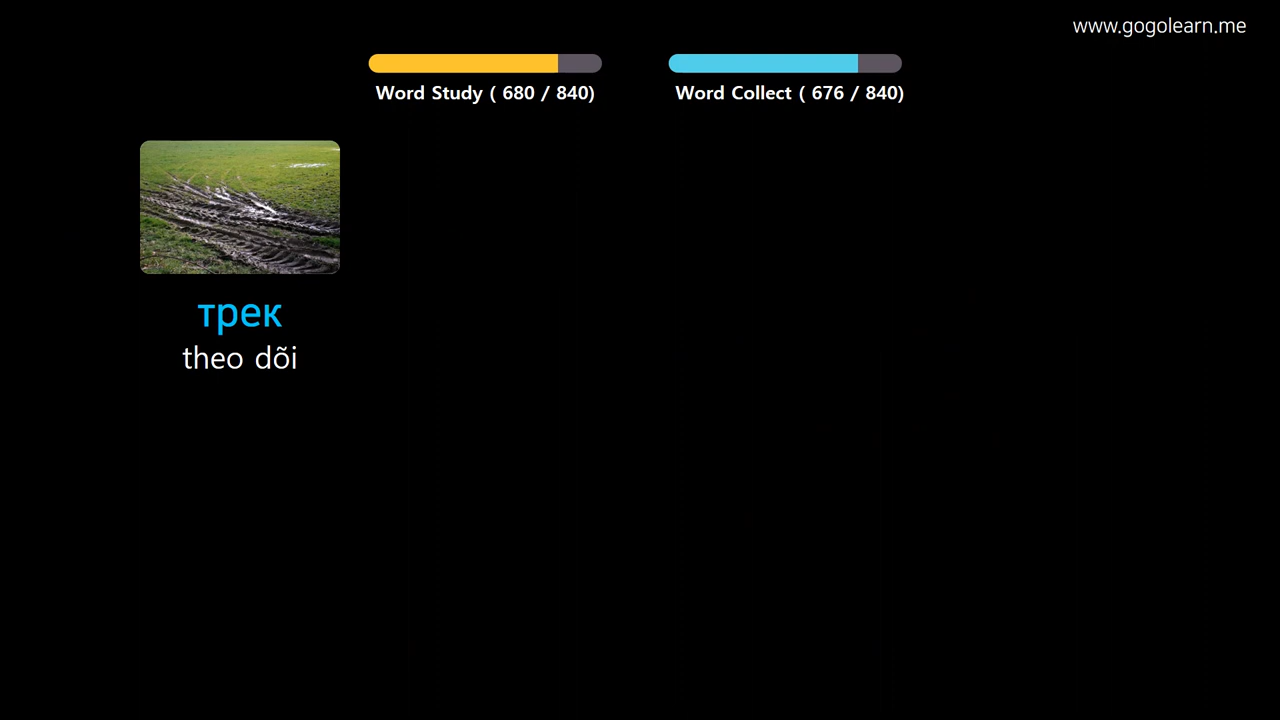 www.gogolearn.me
Word Study ( 680 / 840)
Word Collect ( 676 / 840)
трек
theo dõi